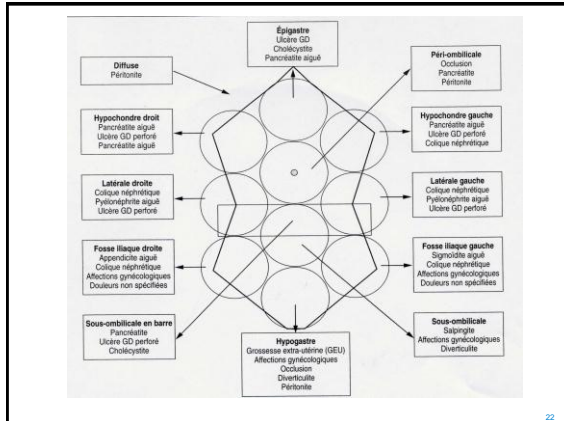 Épigastre
Ulcère GD
Cholécystite
Pancréatite aiguë
Diffuse
Péritonite
Péri-ombilicale
Occlusion
Pancréatite
Péritonite
Hypochondre droit
Pancréatite aiguë
Ulcère GD perforé
Pancréatite aiguë
Hypochondre gauche
Pancréatite aiguë
Ulcère GD perforé
Colique néphrétique
Latérale droite
Colique néphrétique
Pyélonéphrite aiguë
Ulcère GD perforé
Latérale gauche
Colique néphrétique
Pyélonéphrite aiguë
Ulcère GD perforé
Fosse iliaque droite
Appendicite aiguë
Colique néphrétique
Affections gynécologiques
Douleurs non spécifiées
Fosse iliaque gauche
Sigmoïdite aiguë
Colique néphrétique
Affections gynécologiques
Douleurs non spécifiées
Sous-ombilicale en barre
Pancréatite
Ulcère GD perforé
Cholécystite
Hypogastre
Grossesse extra-utérine (GEU)
Affections gynécologiques
Occlusion
Diverticulite
Péritonite
Sous-ombilicale
Salpingite
Affections gynécologiques
Diverticulite
22